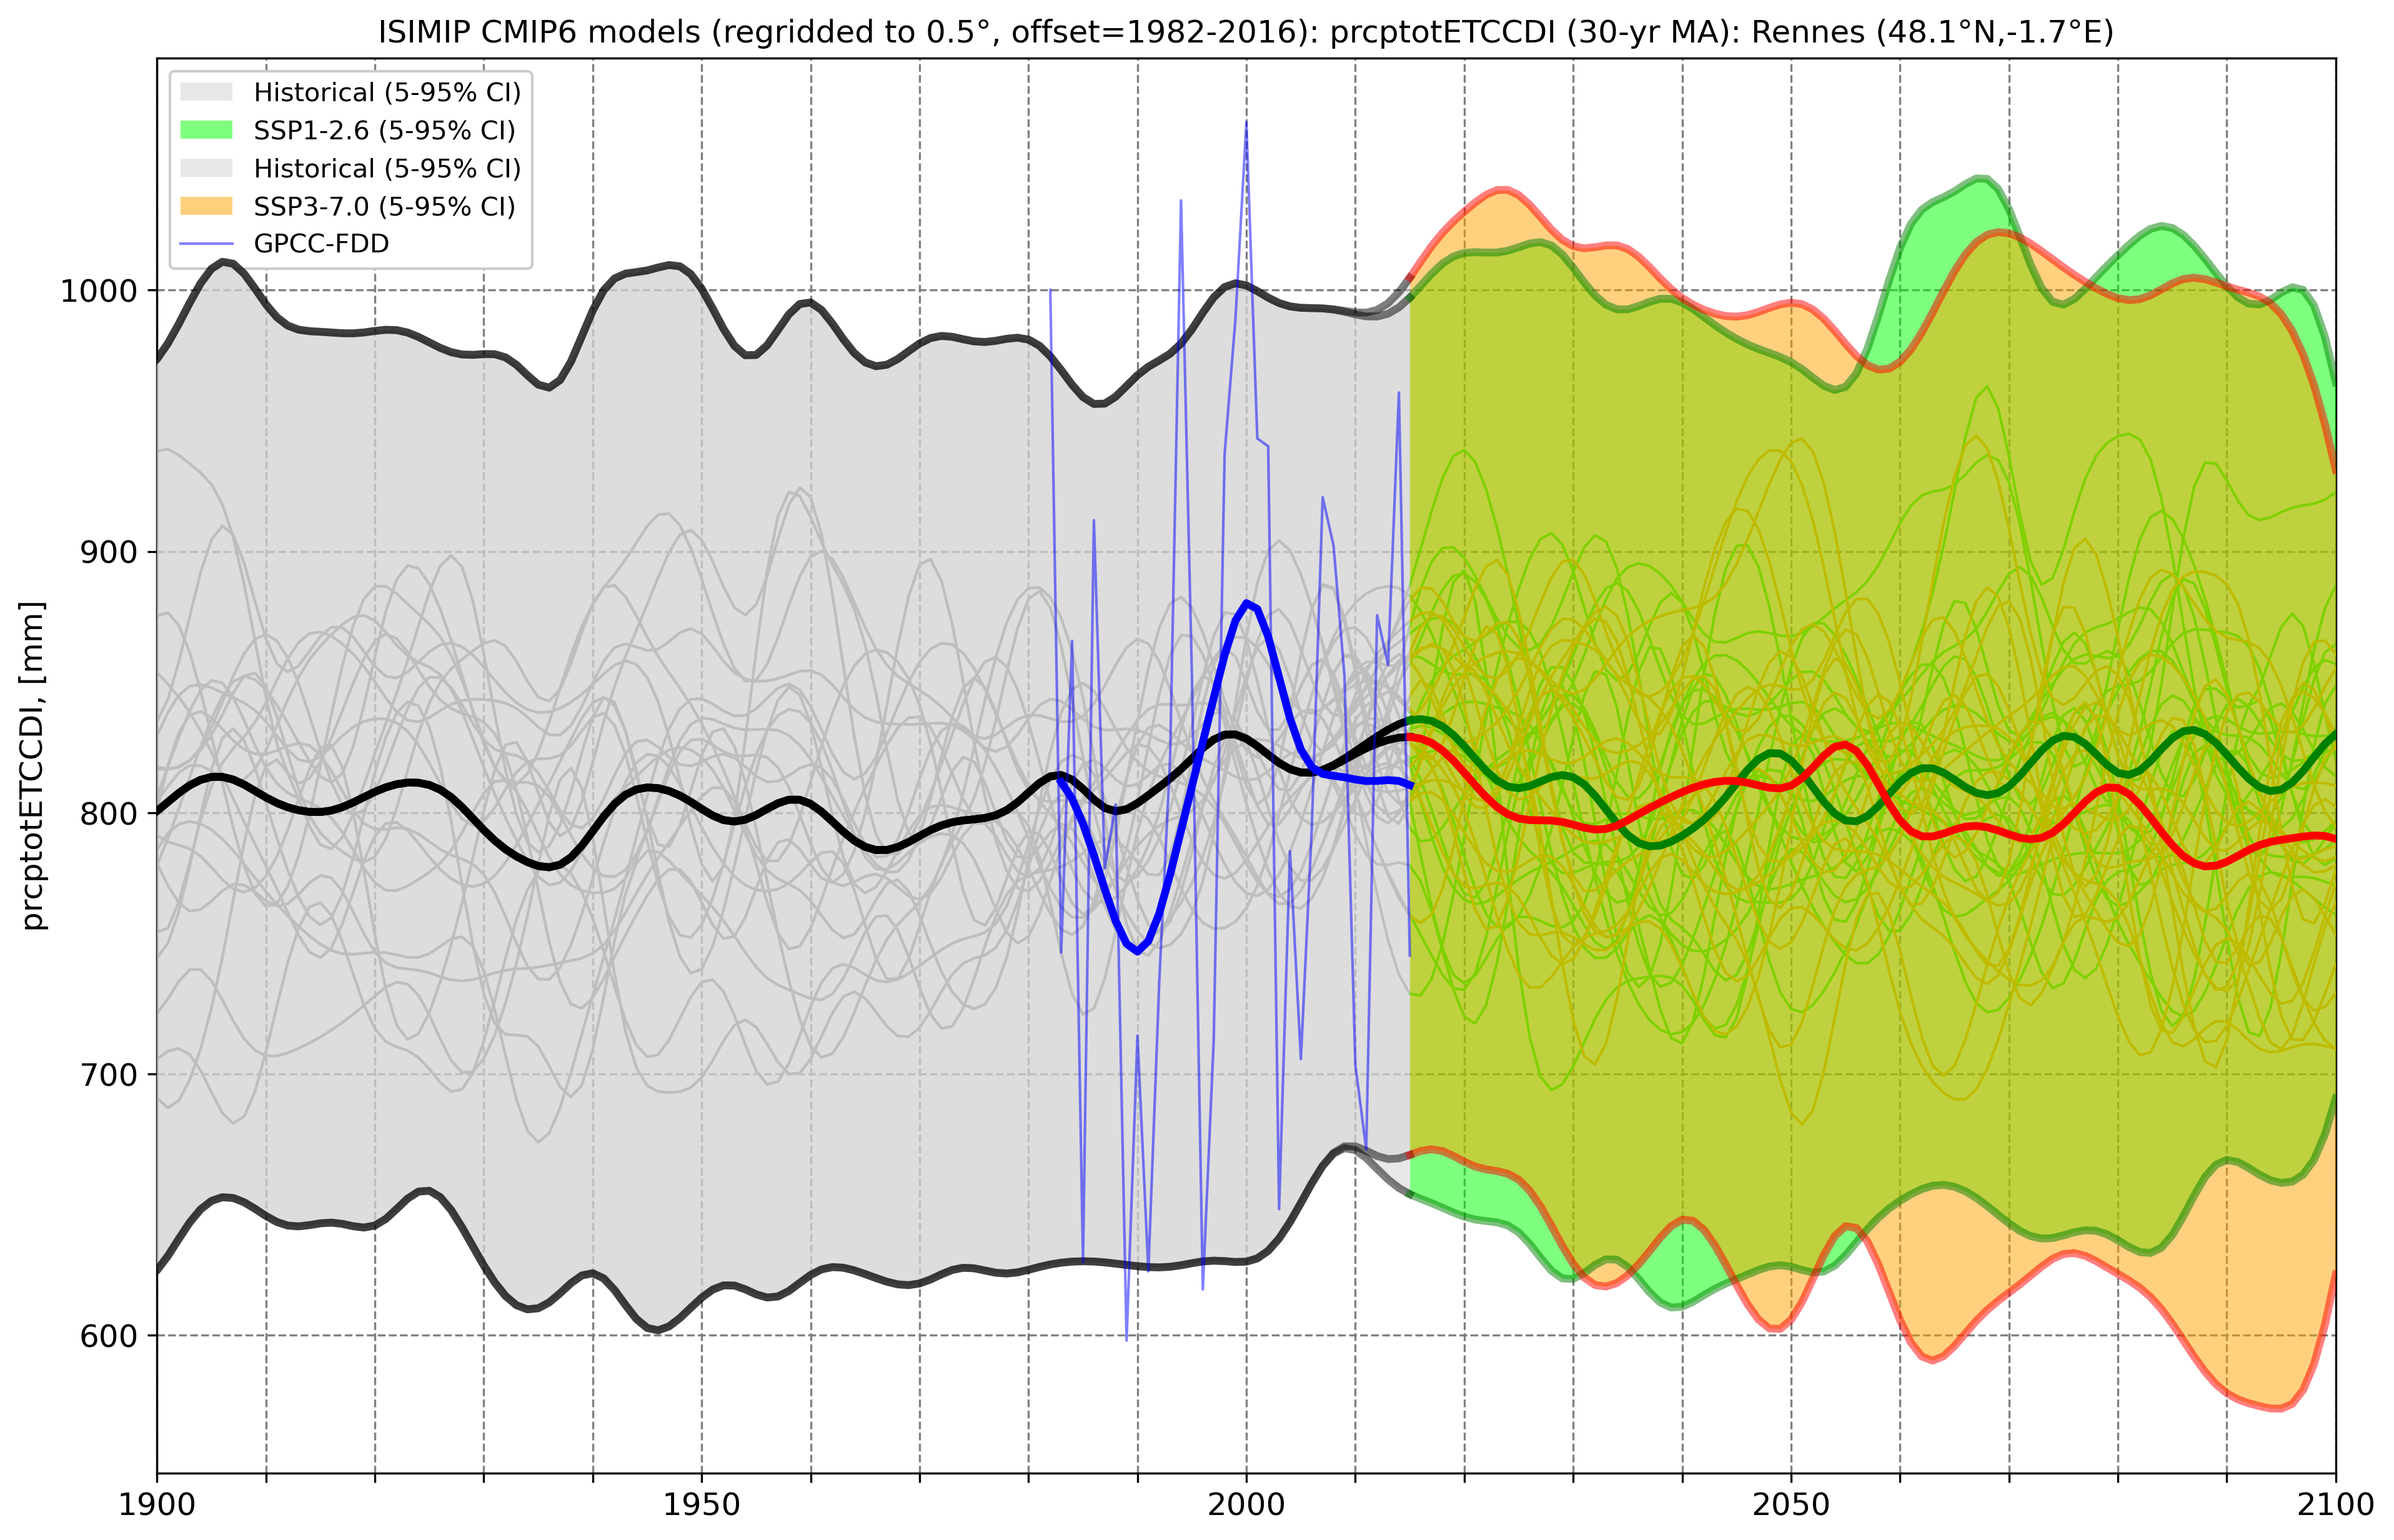 ISIMIP CMIP6 models (regridded to 0.5°, offset=1982-2016): prcptotETCCDI (30-yr MA): Rennes (48.1°N,-1.7°E)
Historical (5-95% CI)
SSP1-2.6 (5-95% CI)
Historical (5-95% CI)
SSP3-7.0 (5-95% CI)
GPCC-FDD
prcptotETCCDI, [mm]
1000
900
800
700
600
1900 1950 2000 2050 2100